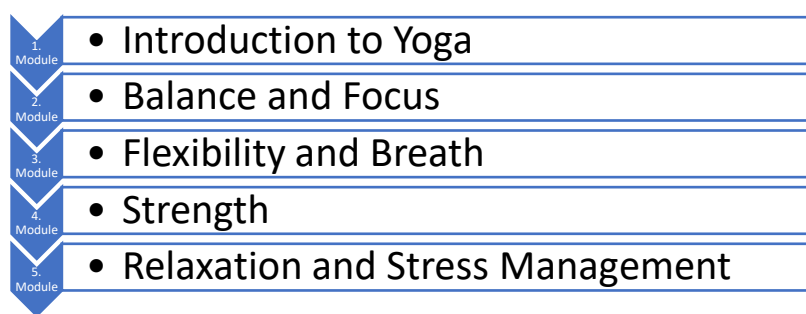 1.
Module
• Introduction to Yoga
2.
Module
• Balance and Focus
3.
Module
• Flexibility and Breath
4.
Module
• Strength
5.
Module
• Relaxation and Stress Management